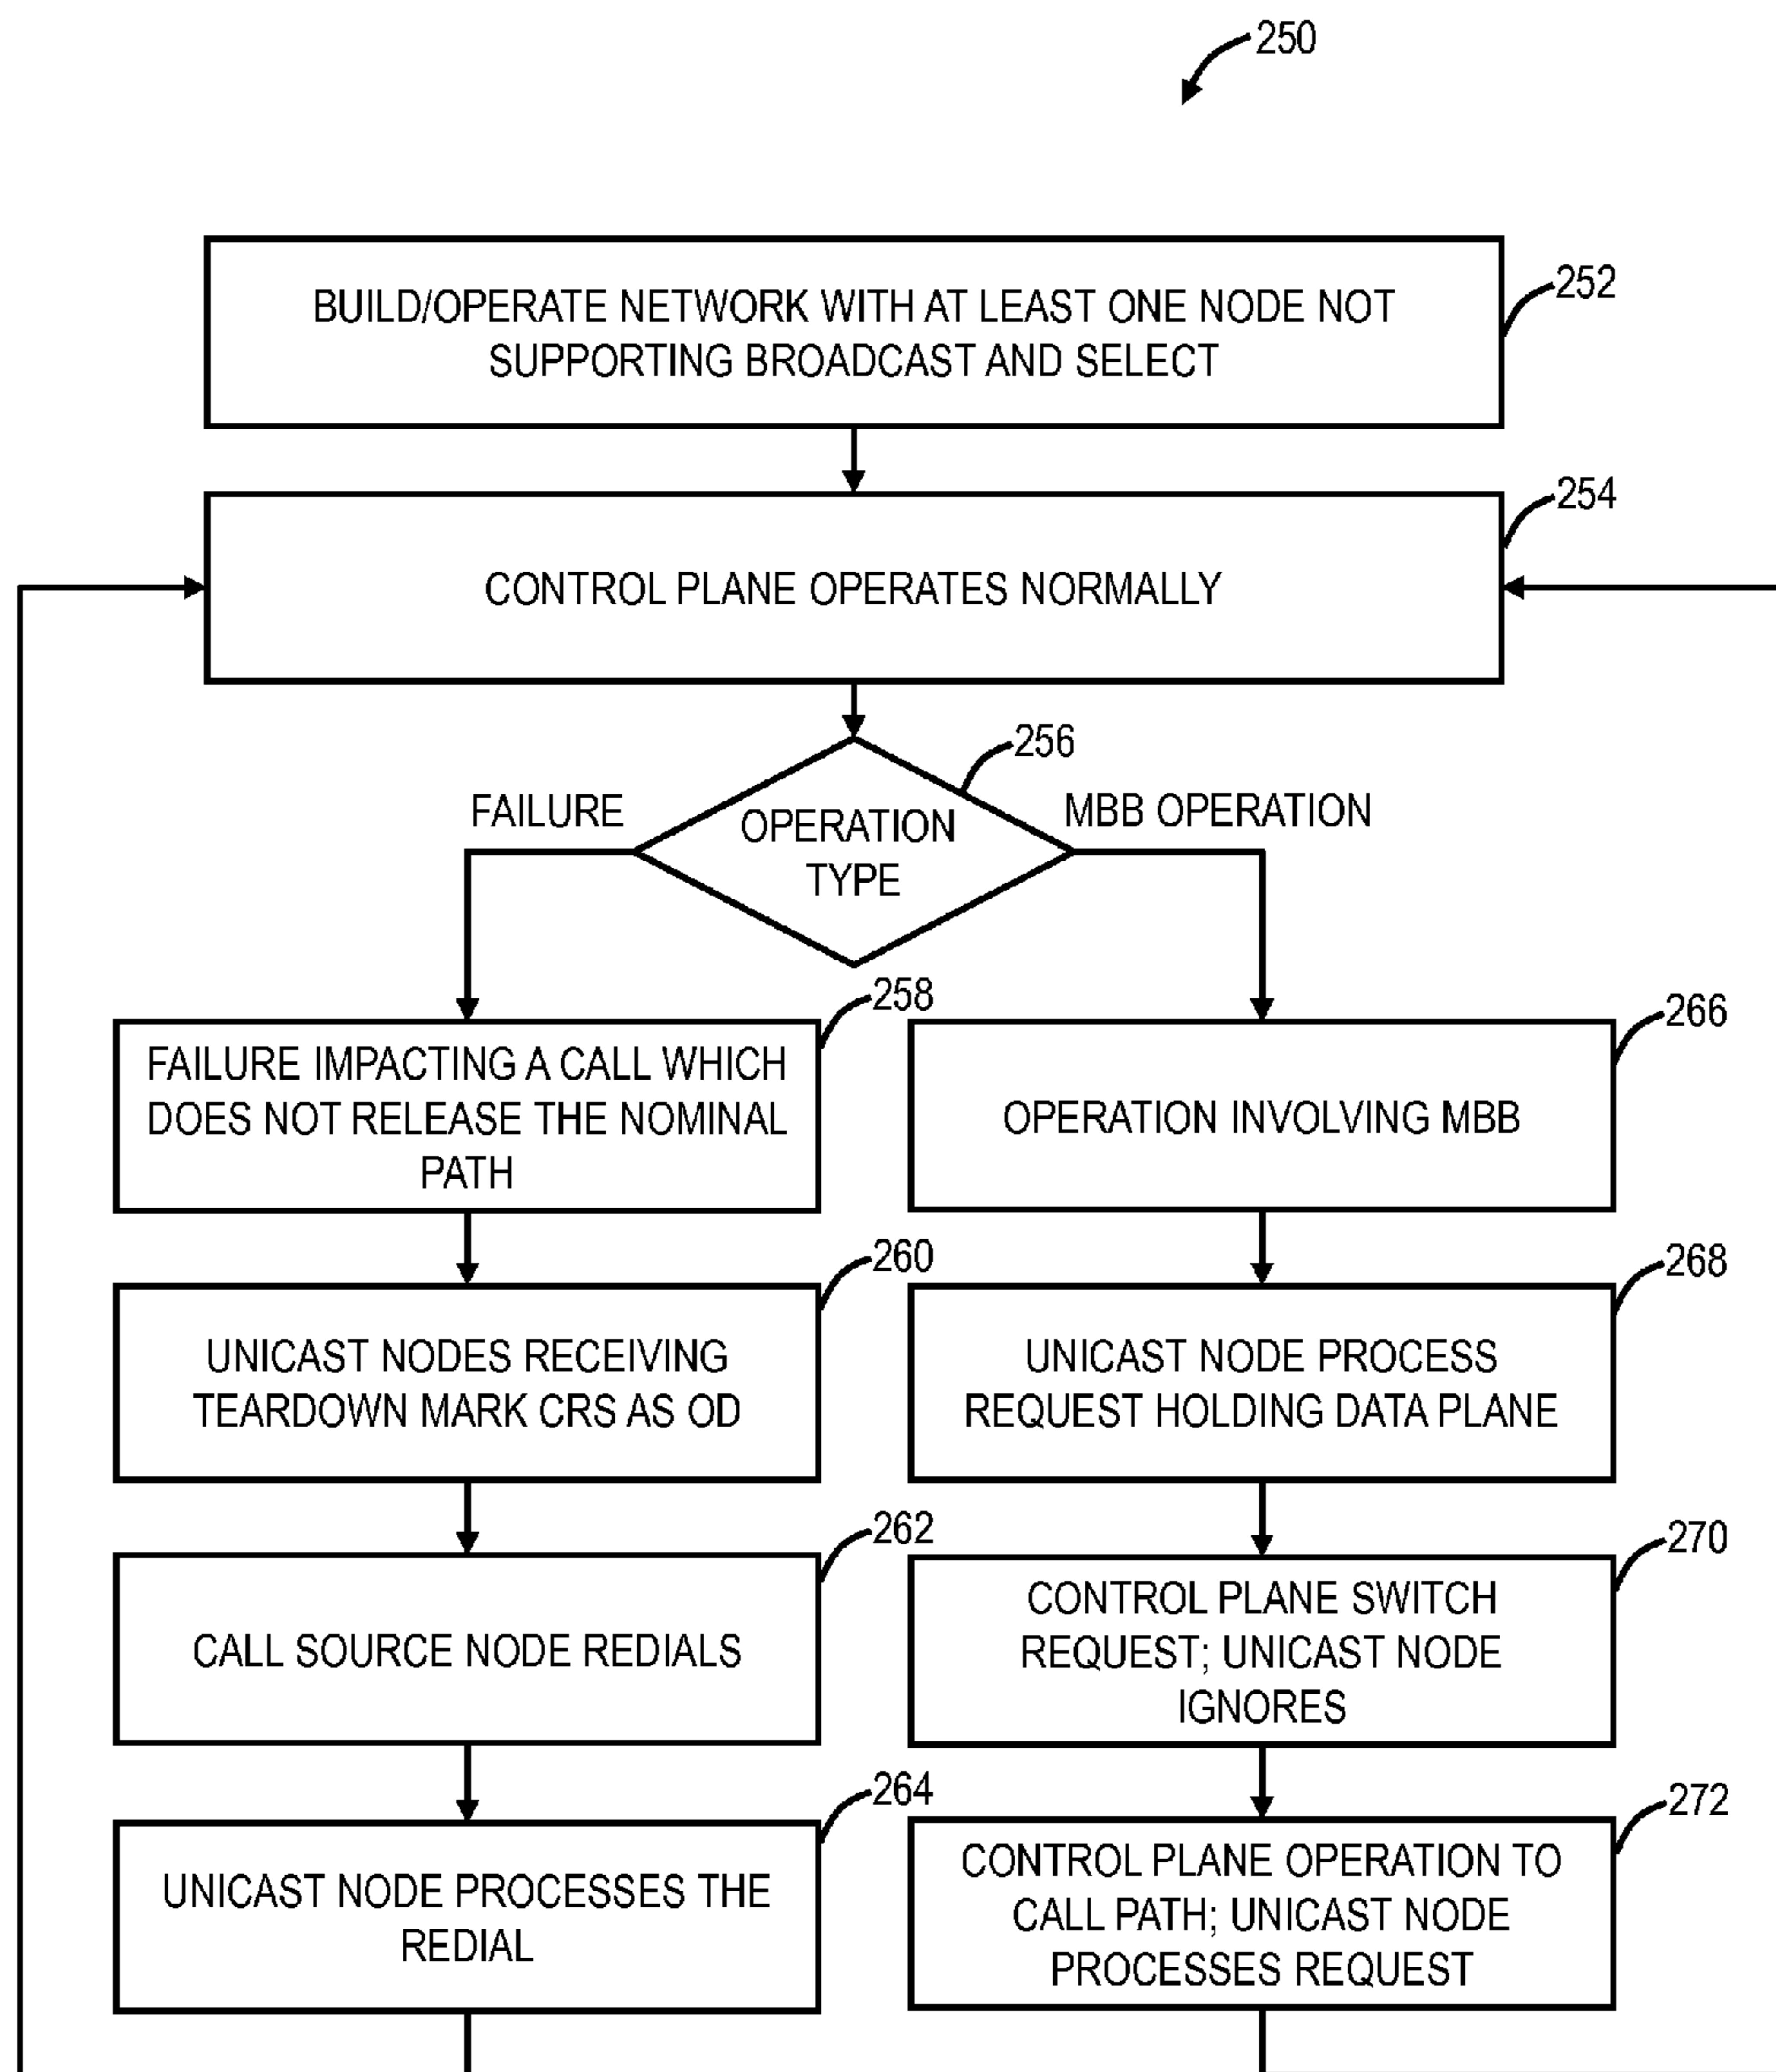 250
BUILD/OPERATE NETWORK WITH AT LEAST ONE NODE NOT
SUPPORTING BROADCAST AND SELECT
252
CONTROL PLANE OPERATES NORMALLY
254
256
FAILURE
OPERATION
TYPE
MBB OPERATION
FAILURE IMPACTING A CALL WHICH
DOES NOT RELEASE THE NOMINAL
PATH
258
UNICAST NODES RECEIVING
TEARDOWN MARK CRS AS OD
260
CALL SOURCE NODE REDIALS
262
UNICAST NODE PROCESSES THE
REDIAL
264
OPERATION INVOLVING MBB
266
UNICAST NODE PROCESS
REQUEST HOLDING DATA PLANE
268
CONTROL PLANE SWITCH
REQUEST; UNICAST NODE
IGNORES
270
CONTROL PLANE OPERATION TO
CALL PATH; UNICAST NODE
PROCESSES REQUEST
272